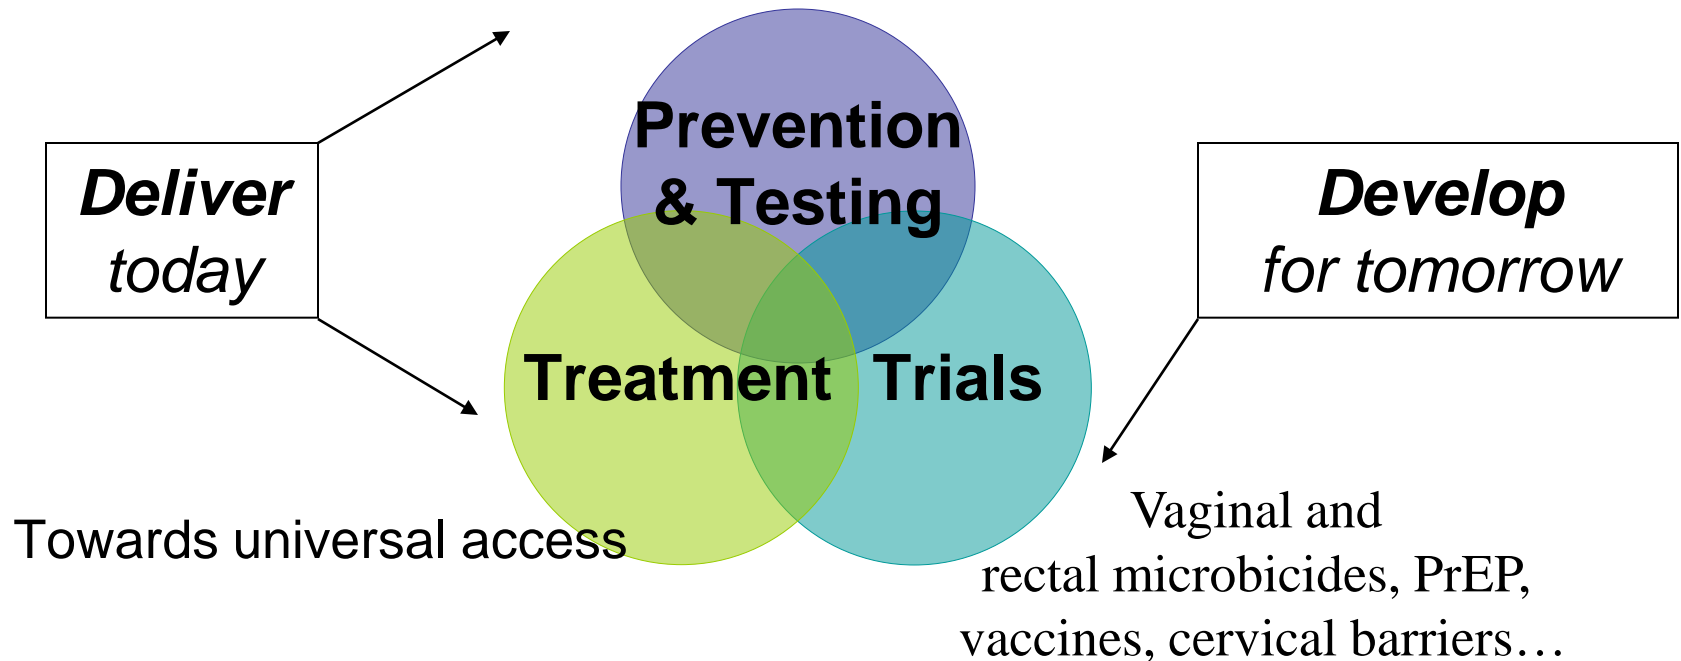 Prevention
& Testing
Deliver
today
Develop
for tomorrow
Treatment
Trials
Towards universal access
Vaginal and
rectal microbicides, PrEP,
vaccines, cervical barriers…